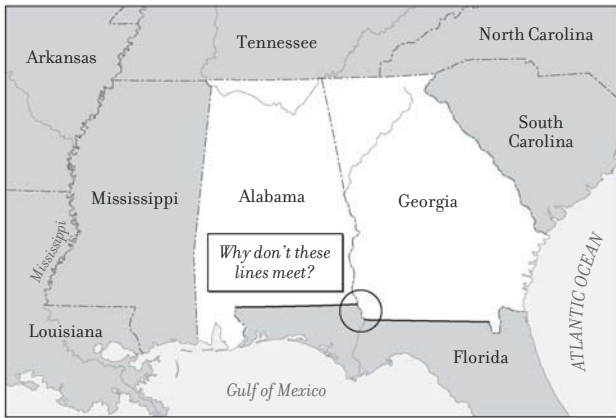 Arkansas
Tennessee
North Carolina
South
Carolina
Mississippi
Alabama
Georgia
Mississippi
Why don't these
lines meet?
ATLANTIC OCEAN
Louisiana
Florida
Gulf of Mexico